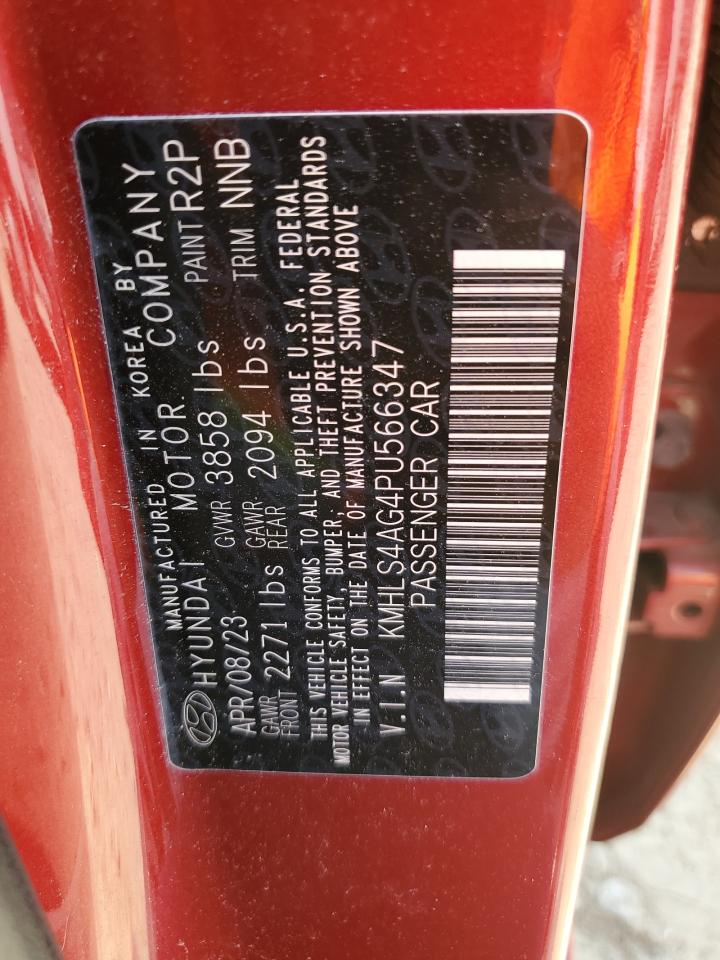 MANUFACTURED IN KOREA BY
HYUNDAI MOTOR COMPANY
APR/08/23 GVWR 3858 lbs PAINT R2P
GAWR FRONT 2271 lbs GAWR REAR 2094 lbs TRIM NNB
THIS VEHICLE CONFORMS TO ALL APPLICABLE U.S.A. FEDERAL
MOTOR VEHICLE SAFETY, BUMPER, AND THEFT PREVENTION STANDARDS
IN EFFECT ON THE DATE OF MANUFACTURE SHOWN ABOVE
V.I.N KMHLS4AG4PU566347
PASSENGER CAR